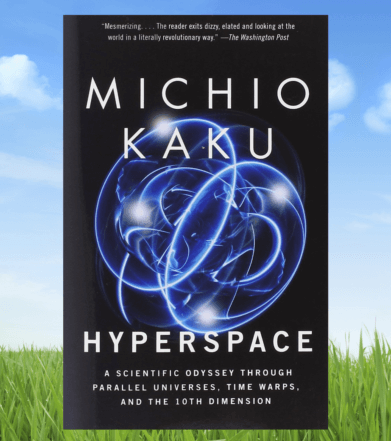 “Mesmerizing. . . . The reader exits dizzy, elated and looking at the
world in a literally revolutionary way.” —The Washington Post
MICHIO
KAKU
HYPERSPACE
A SCIENTIFIC ODYSSEY THROUGH
PARALLEL UNIVERSES, TIME WARPS,
AND THE 10TH DIMENSION